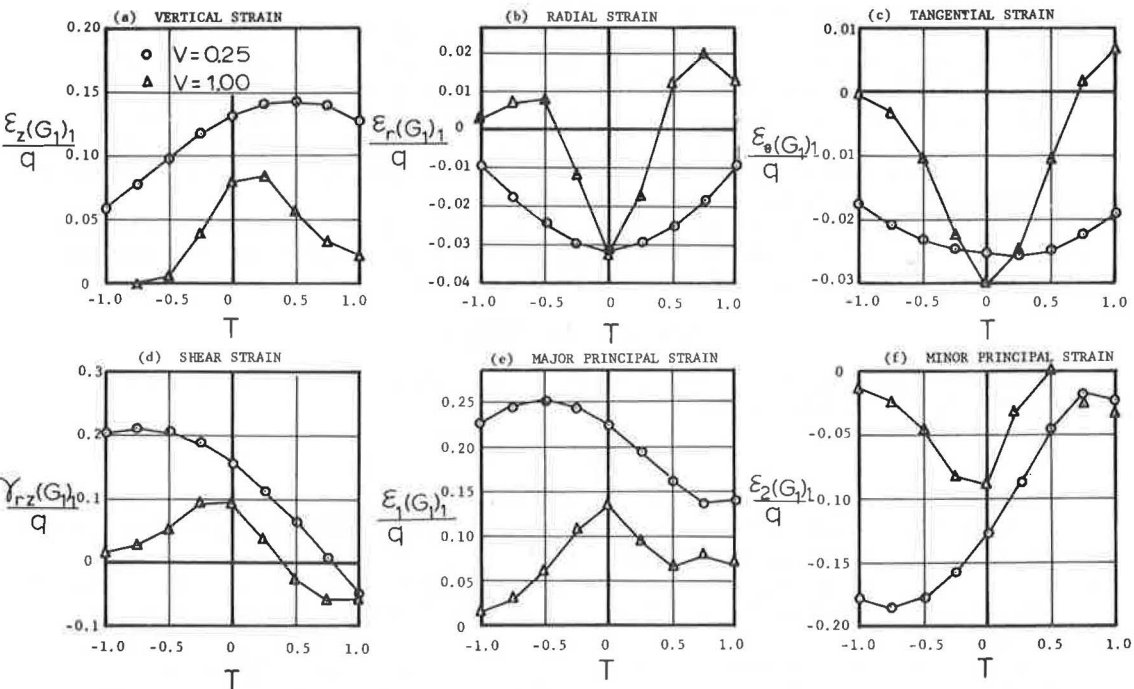 (a) VERTICAL STRAIN
0.20
0.15
0.10
0.05
0
εz(G1)1
q
○ V=0.25
△ V=1.00
-1.0 -0.5 0 0.5 1.0
T
(b) RADIAL STRAIN
0.02
0.01
0
-0.01
-0.02
-0.03
-0.04
εr(G1)1
q
-1.0 -0.5 0 0.5 1.0
T
(c) TANGENTIAL STRAIN
0.01
0
-0.01
-0.02
-0.03
εθ(G1)1
q
-1.0 -0.5 0 0.5 1.0
T
(d) SHEAR STRAIN
0.3
0.2
0.1
0
-0.1
γrz(G1)1
q
-1.0 -0.5 0 0.5 1.0
T
(e) MAJOR PRINCIPAL STRAIN
0.25
0.20
0.15
0.10
0.05
0
ε1(G1)1
q
-1.0 -0.5 0 0.5 1.0
T
(f) MINOR PRINCIPAL STRAIN
0
-0.05
-0.10
-0.15
-0.20
ε2(G1)1
q
-1.0 -0.5 0 0.5 1.0
T